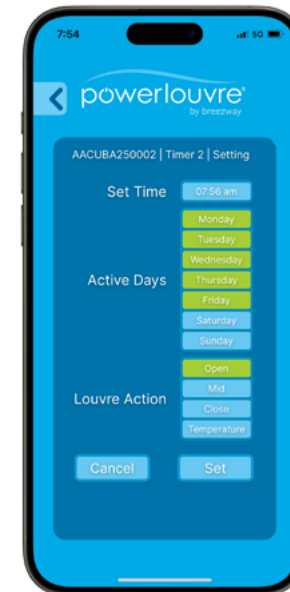 7:54 5G
powerlouvre®
by breezway
AACUBA250002 | Timer 2 | Setting
Set Time 07:56 am
Monday
Tuesday
Wednesday
Active Days Thursday
Friday
Saturday
Sunday
Open
Mid
Louvre Action Close
Temperature
Cancel Set